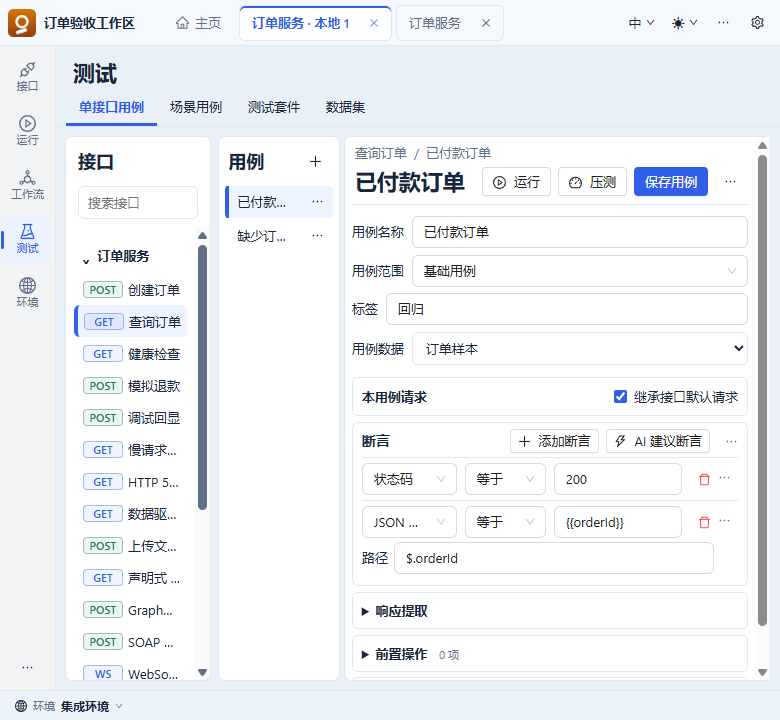 订单验收工作区
主页
订单服务 · 本地 1
订单服务
中
接口
运行
工作流
测试
环境
测试
单接口用例
场景用例
测试套件
数据集
接口
搜索接口
订单服务
POST 创建订单
GET 查询订单
GET 健康检查
POST 模拟退款
POST 调试回显
GET 慢请求...
GET HTTP 5...
GET 数据驱...
POST 上传文...
GET 声明式 ...
POST Graph...
POST SOAP ...
WS WebSo...
用例
已付款...
缺少订...
查询订单 / 已付款订单
已付款订单
运行
压测
保存用例
用例名称 已付款订单
用例范围 基础用例
标签 回归
用例数据 订单样本
本用例请求
继承接口默认请求
断言
添加断言
AI 建议断言
状态码 等于 200
JSON ... 等于 {{orderId}}
路径 $.orderId
响应提取
前置操作 0 项
环境 集成环境